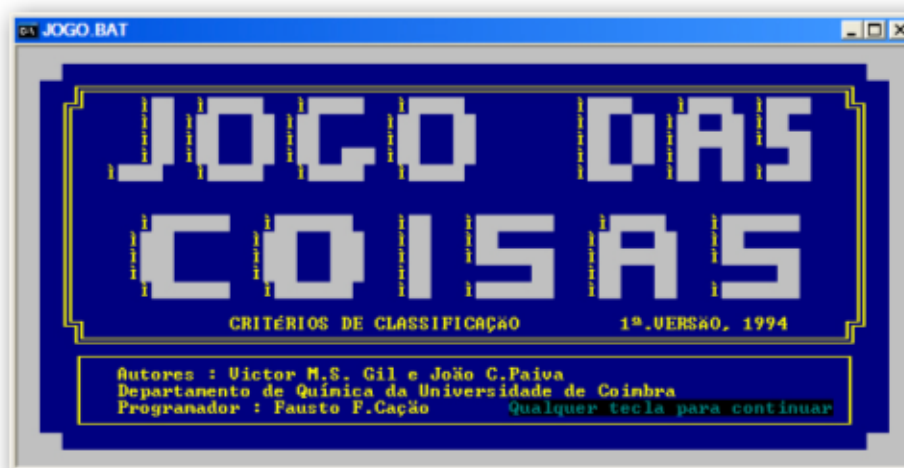 JOGO.BAT
JOGO DAS
COISAS
CRITÉRIOS DE CLASSIFICAÇÃO 1ª.VERSÃO, 1994
Autores : Victor M.S. Gil e João C.Paiva
Departamento de Química da Universidade de Coimbra
Programador : Fausto F.Cação Qualquer tecla para continuar